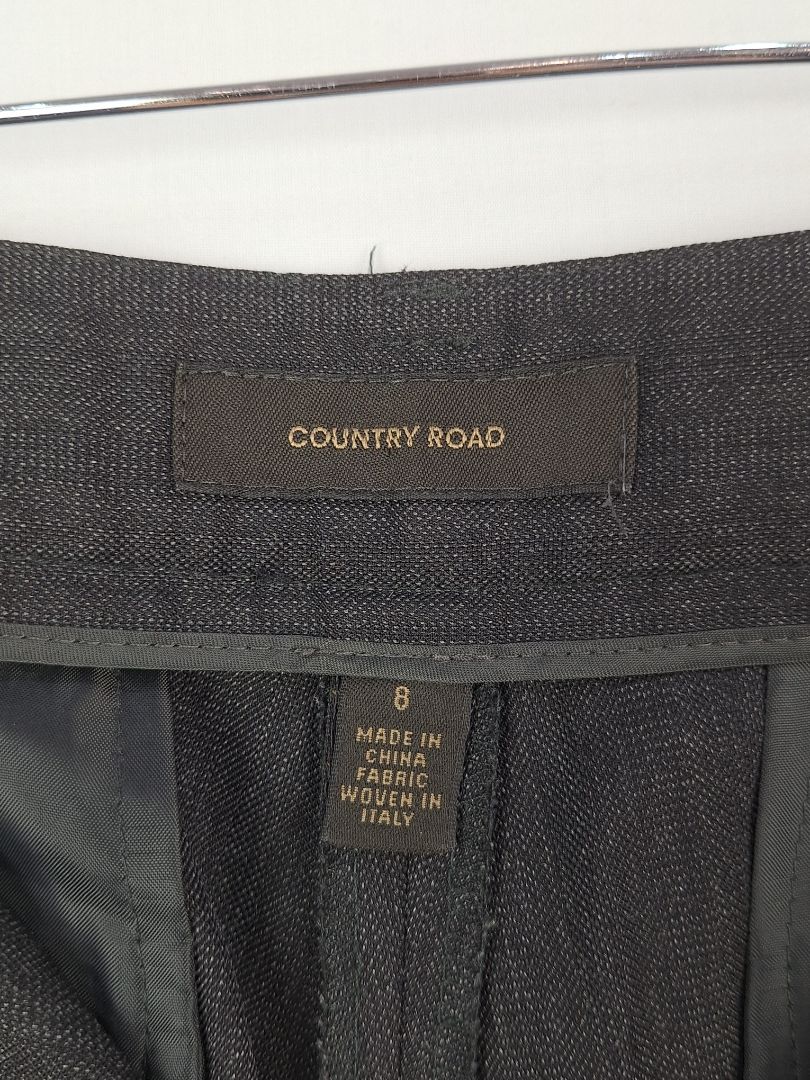 COUNTRY ROAD
8
MADE IN
CHINA
FABRIC
WOVEN IN
ITALY